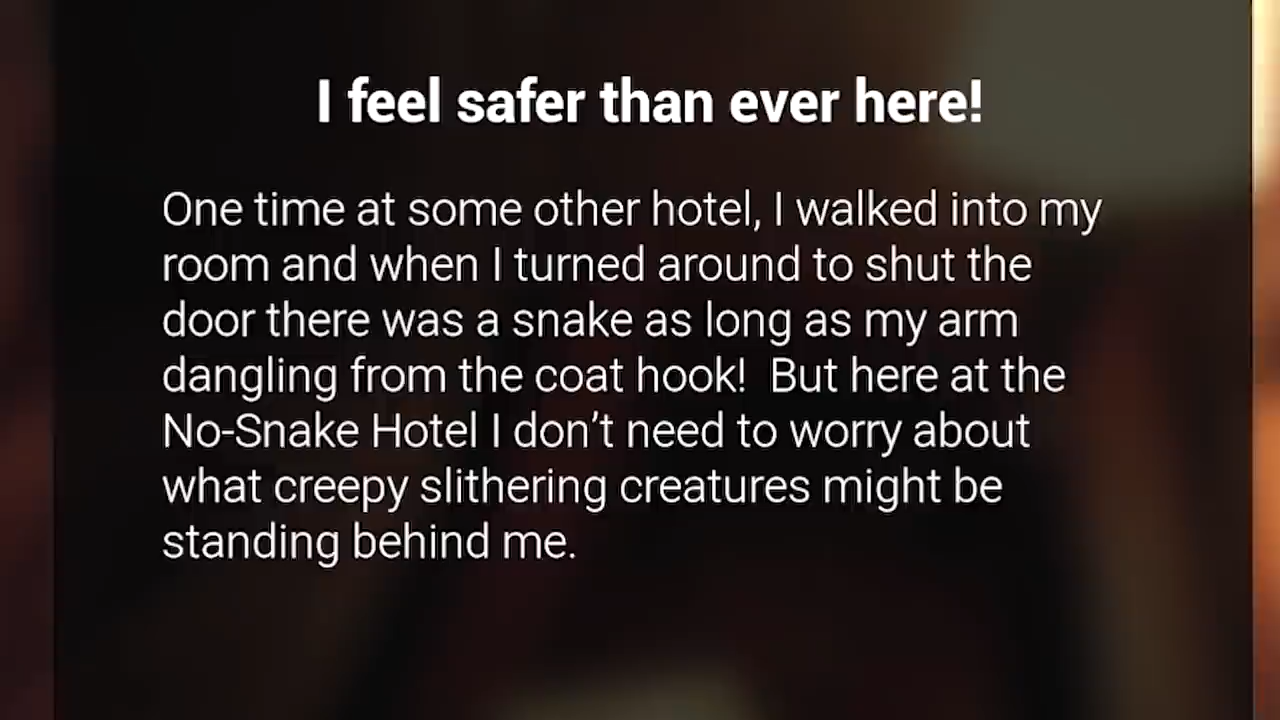 I feel safer than ever here!
One time at some other hotel, I walked into my
room and when I turned around to shut the
door there was a snake as long as my arm
dangling from the coat hook!  But here at the
No-Snake Hotel I don’t need to worry about
what creepy slithering creatures might be
standing behind me.